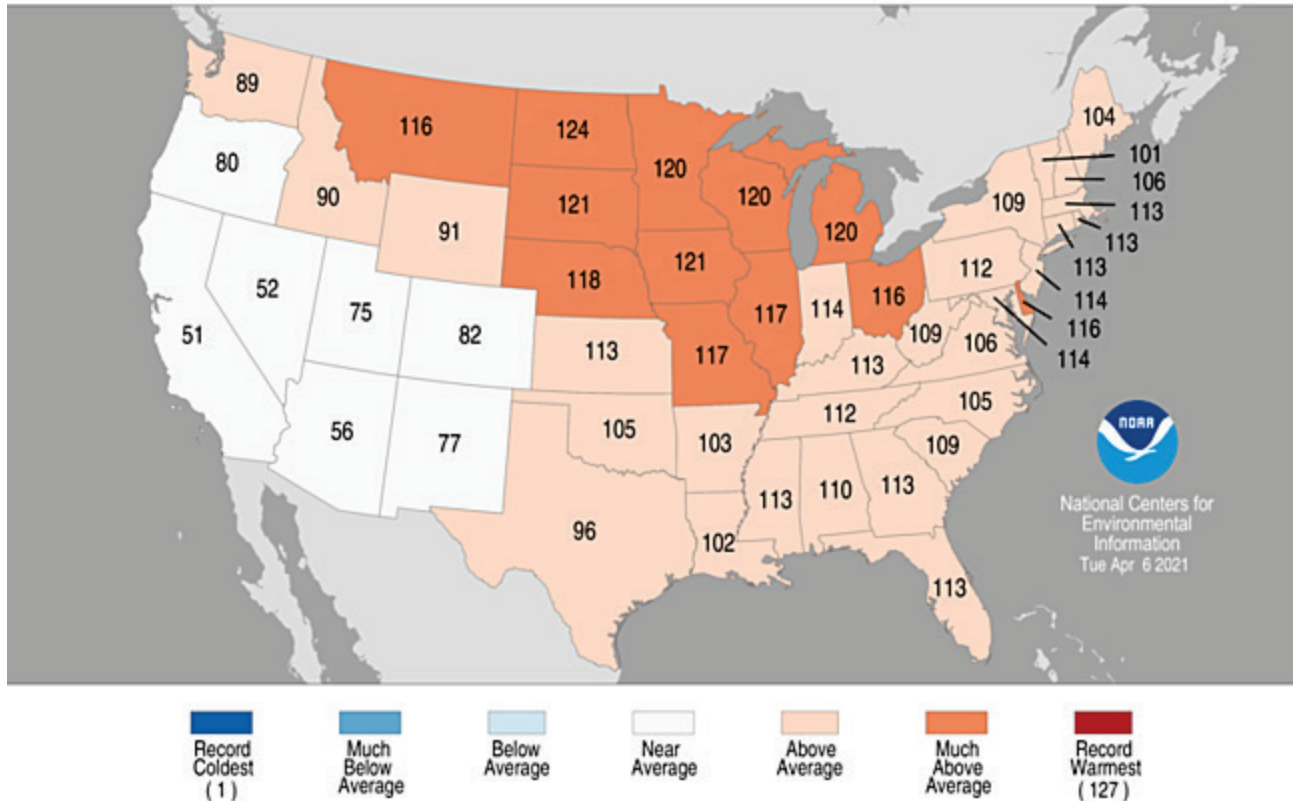 89
116
124
120
104
80
90
91
121
120
120
109
101
106
113
113
113
52
75
82
118
121
117
114
116
112
114
116
114
51
113
117
113
109
106
56
77
105
103
112
105
109
96
102
113
110
113
113
NOAA
National Centers for
Environmental
Information
Tue Apr 6 2021
Record
Coldest
(1)
Much
Below
Average
Below
Average
Near
Average
Above
Average
Much
Above
Average
Record
Warmest
(127)